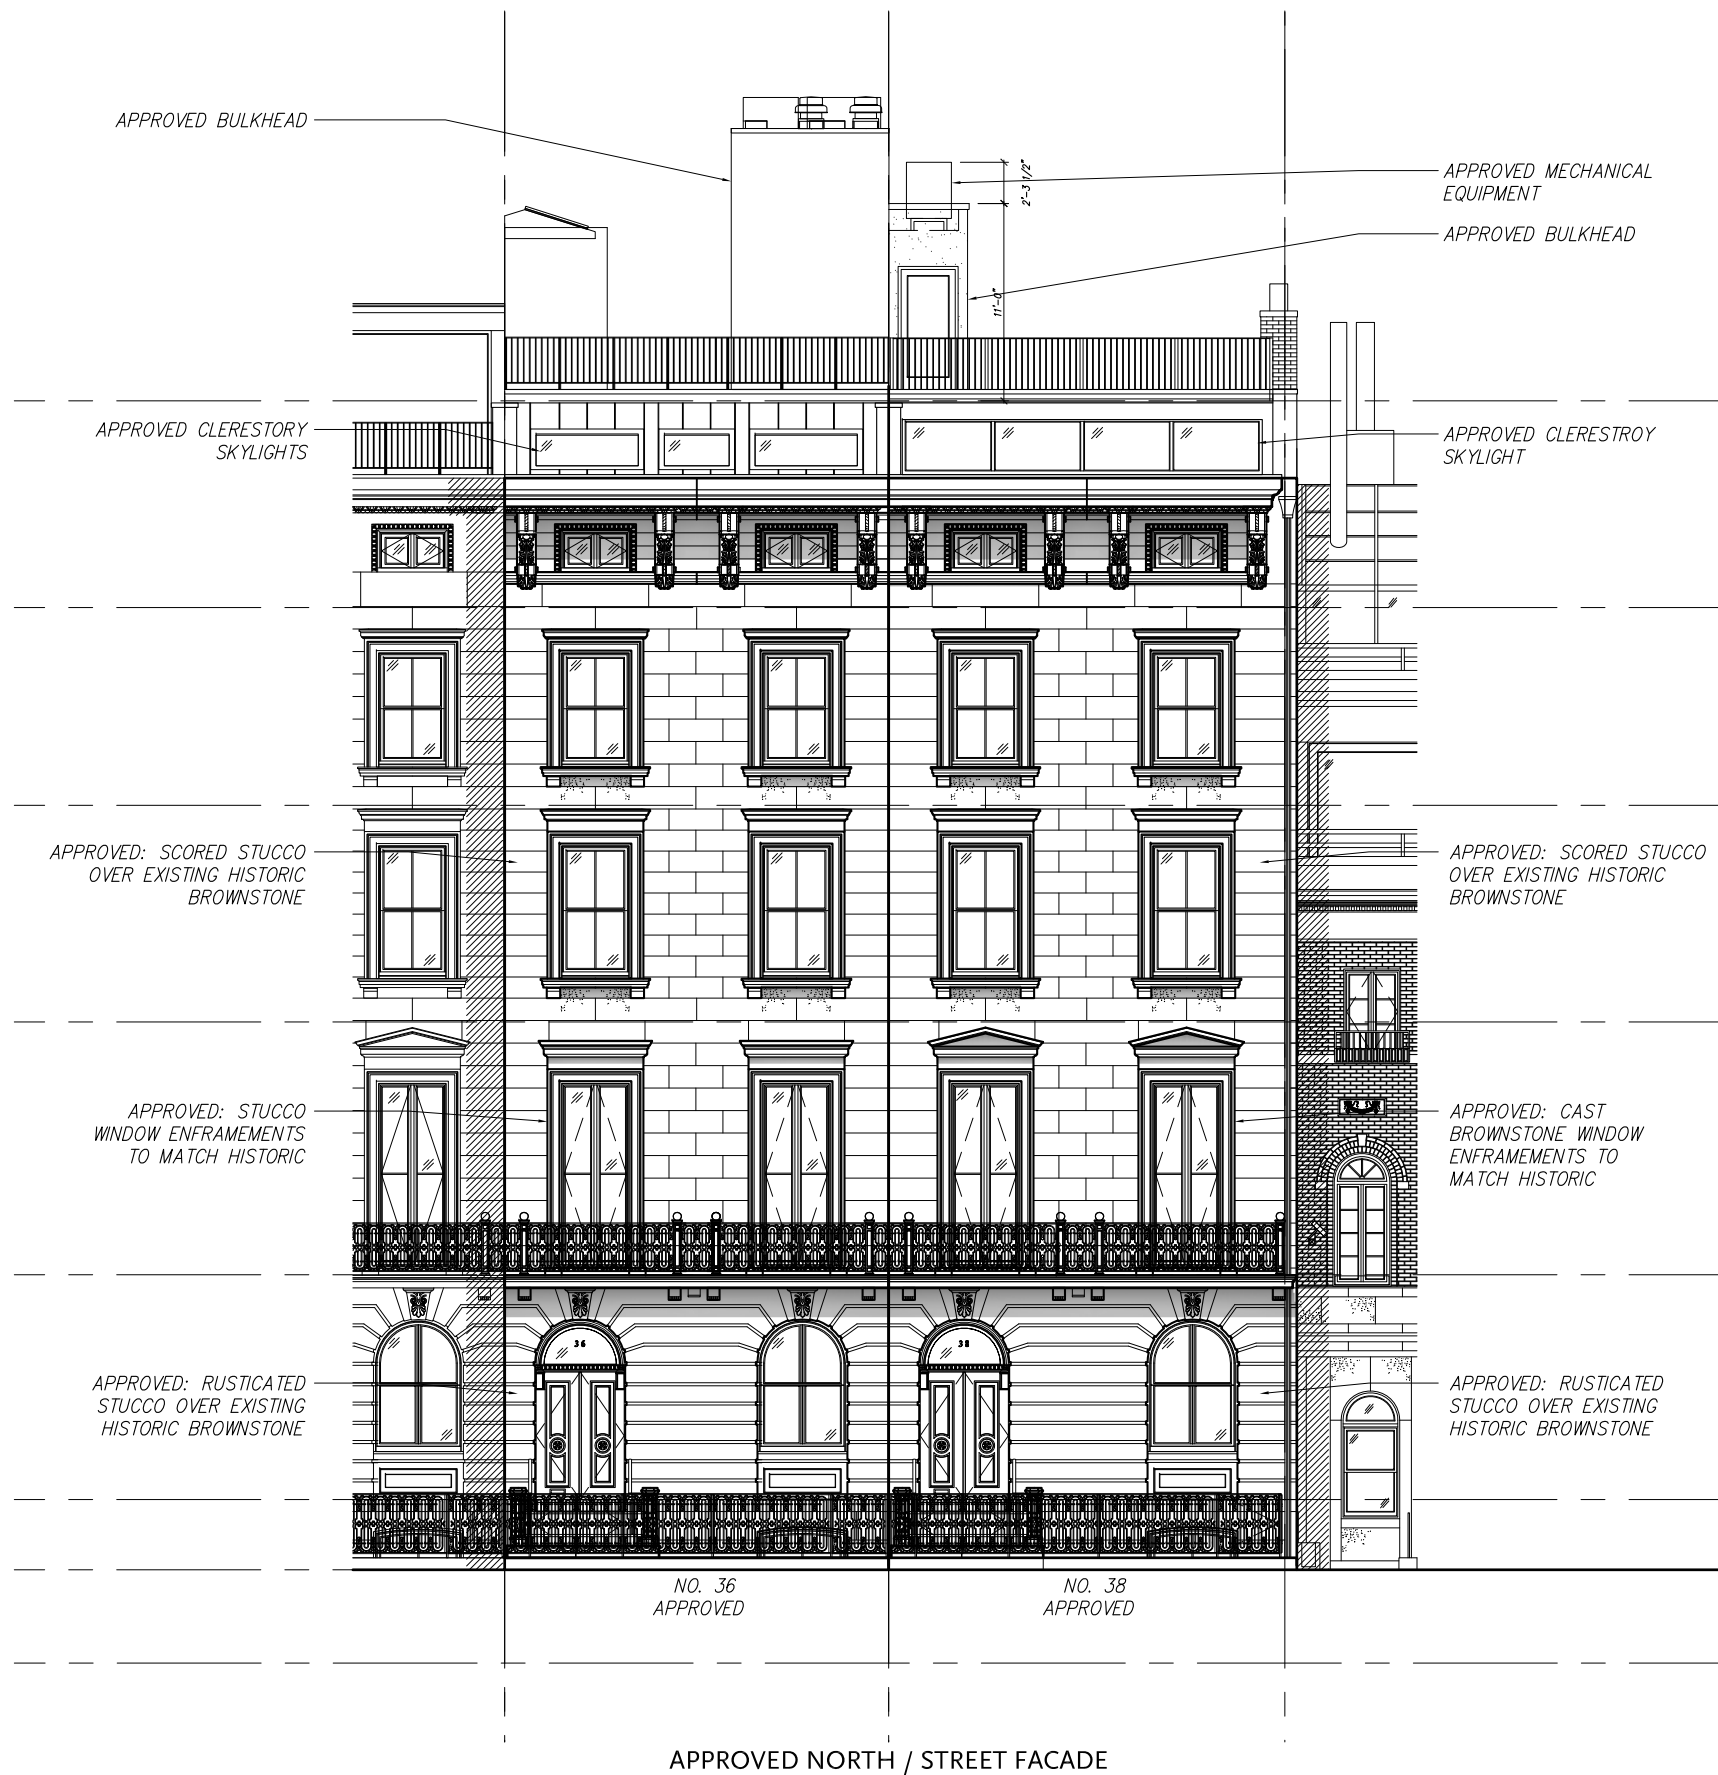 APPROVED BULKHEAD
2'-3 1/2"
APPROVED MECHANICAL
EQUIPMENT
APPROVED BULKHEAD
11'-0"
APPROVED CLERESTORY
SKYLIGHTS
APPROVED CLERESTROY
SKYLIGHT
APPROVED: SCORED STUCCO
OVER EXISTING HISTORIC
BROWNSTONE
APPROVED: SCORED STUCCO
OVER EXISTING HISTORIC
BROWNSTONE
APPROVED: STUCCO
WINDOW ENFRAMEMENTS
TO MATCH HISTORIC
APPROVED: CAST
BROWNSTONE WINDOW
ENFRAMEMENTS TO
MATCH HISTORIC
36
38
APPROVED: RUSTICATED
STUCCO OVER EXISTING
HISTORIC BROWNSTONE
APPROVED: RUSTICATED
STUCCO OVER EXISTING
HISTORIC BROWNSTONE
NO. 36
APPROVED
NO. 38
APPROVED
APPROVED NORTH / STREET FACADE